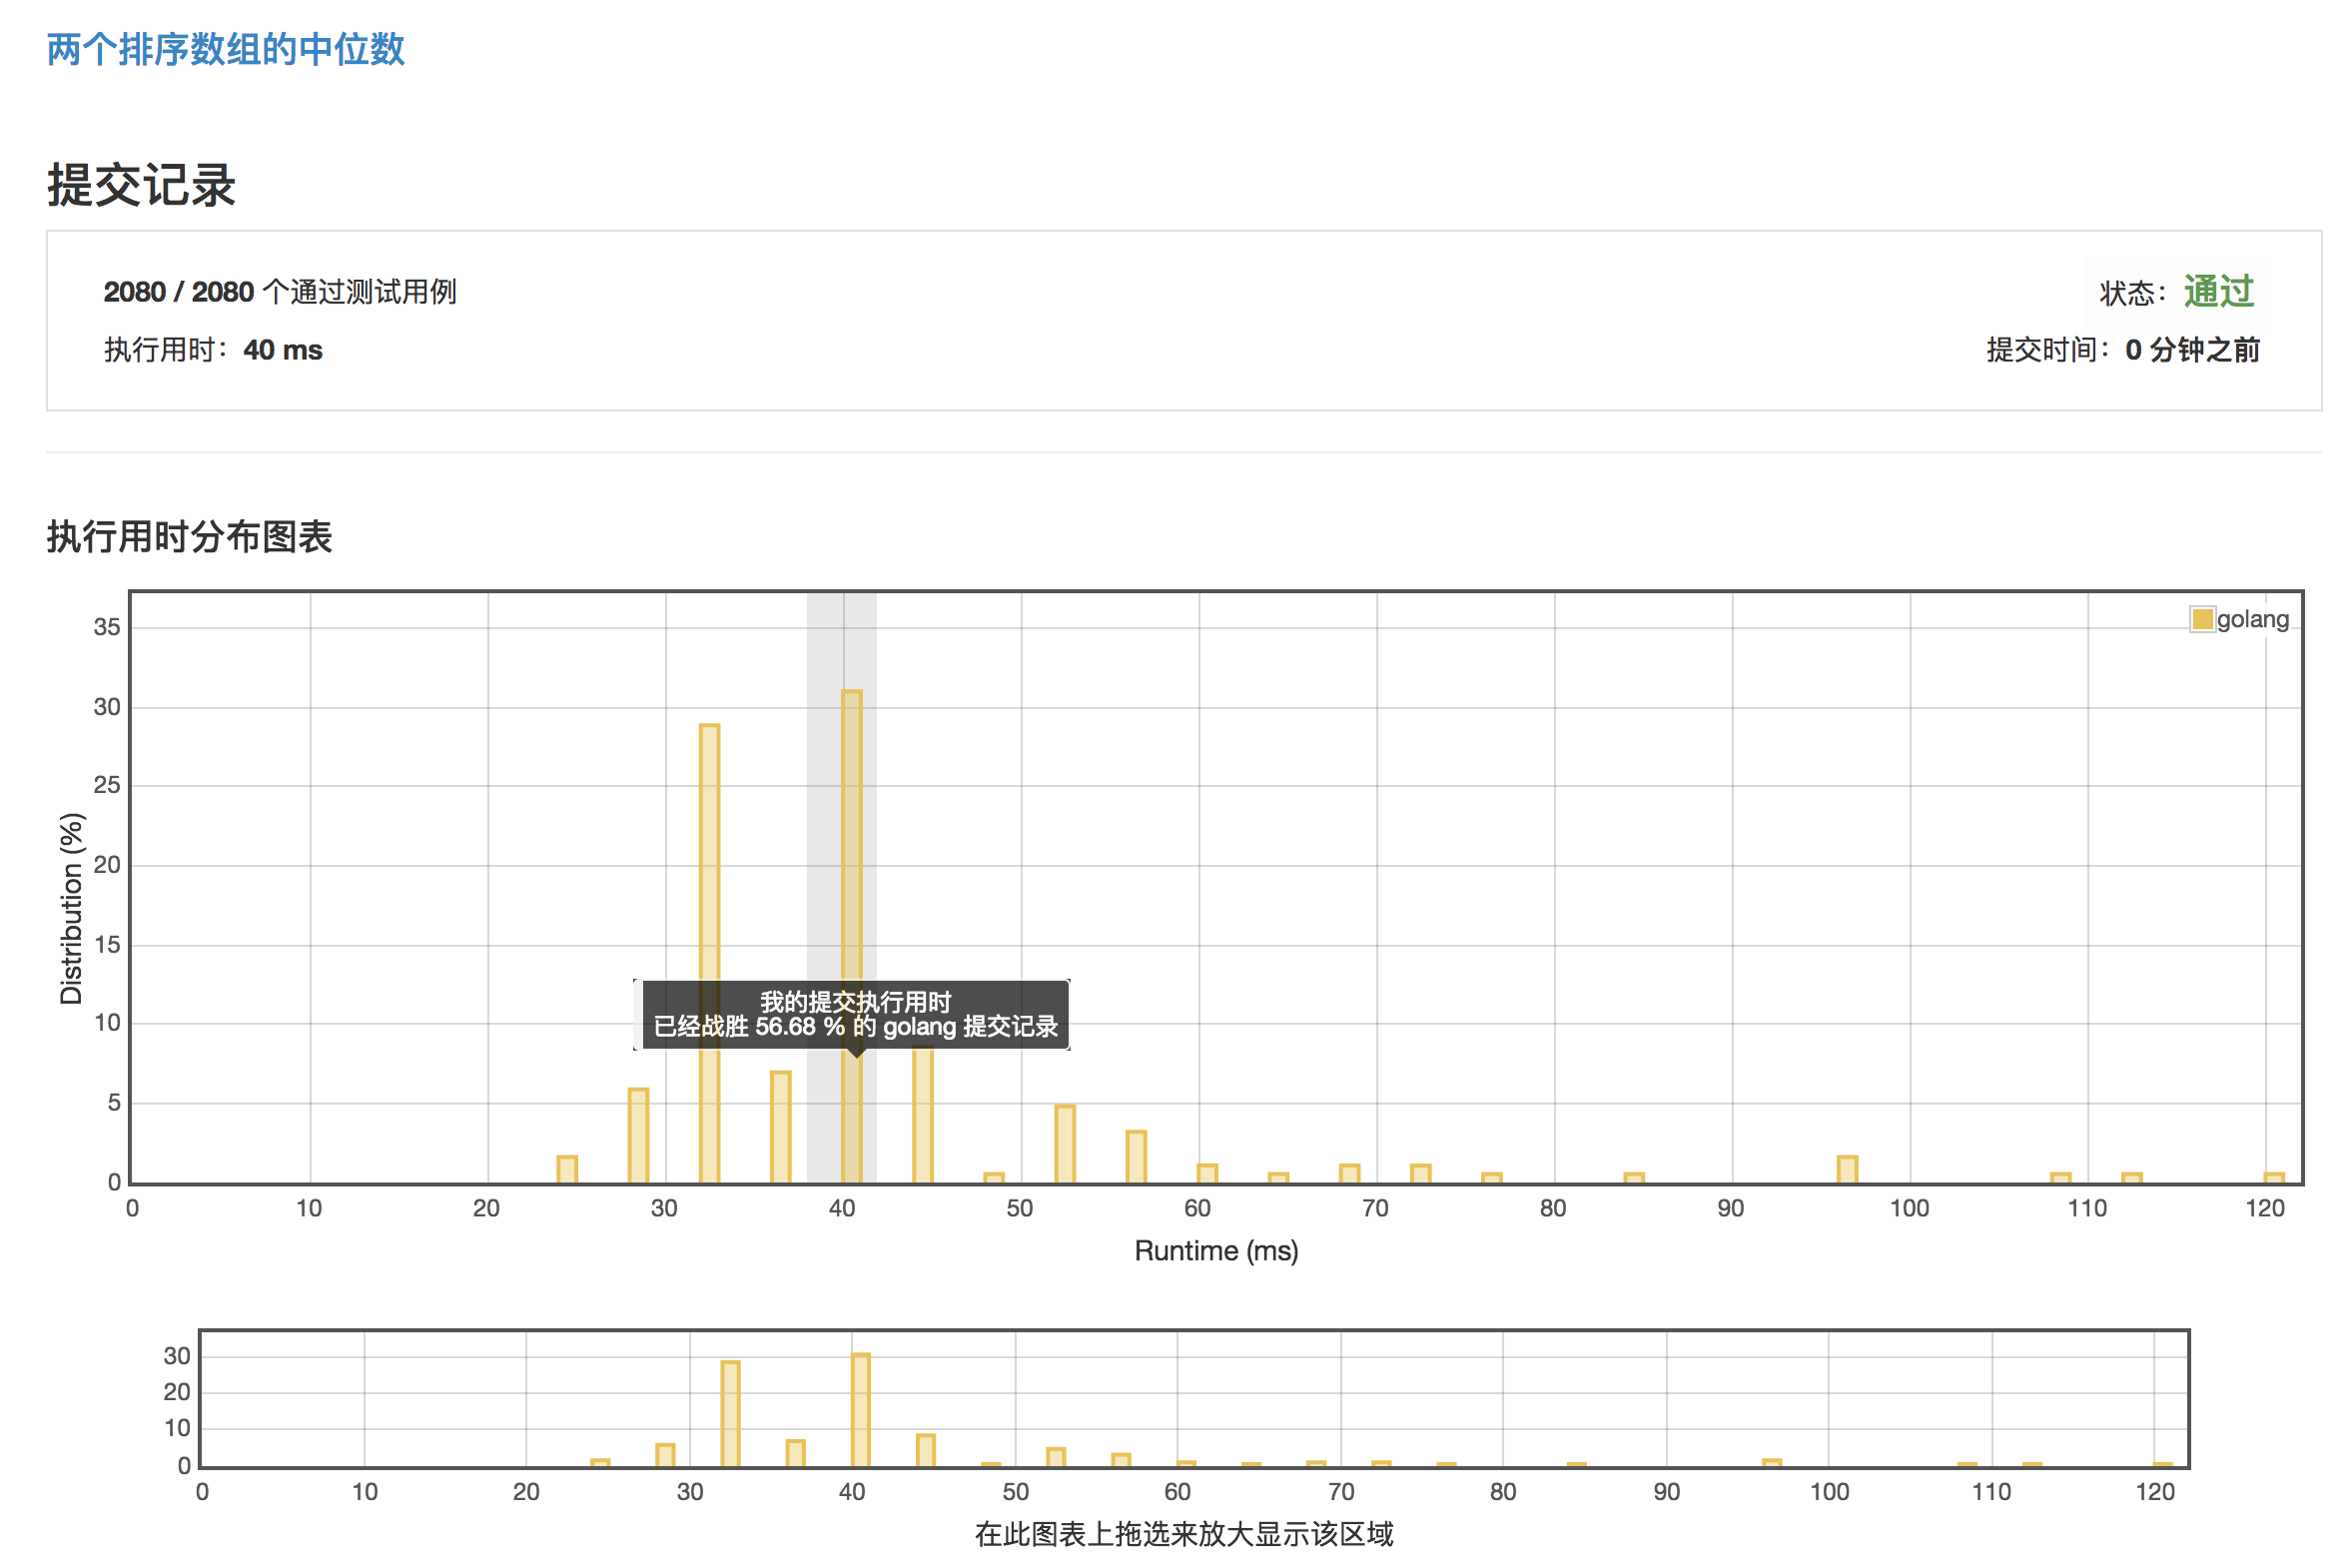 两个排序数组的中位数
提交记录
2080 / 2080 个通过测试用例
状态：通过
执行用时：40 ms
提交时间：0 分钟之前
执行用时分布图表
golang
35
30
25
20
15
10
5
0
Distribution (%)
我的提交执行用时
已经战胜 56.68 % 的 golang 提交记录
0 10 20 30 40 50 60 70 80 90 100 110 120
Runtime (ms)
30
20
10
0
0 10 20 30 40 50 60 70 80 90 100 110 120
在此图表上拖选来放大显示该区域